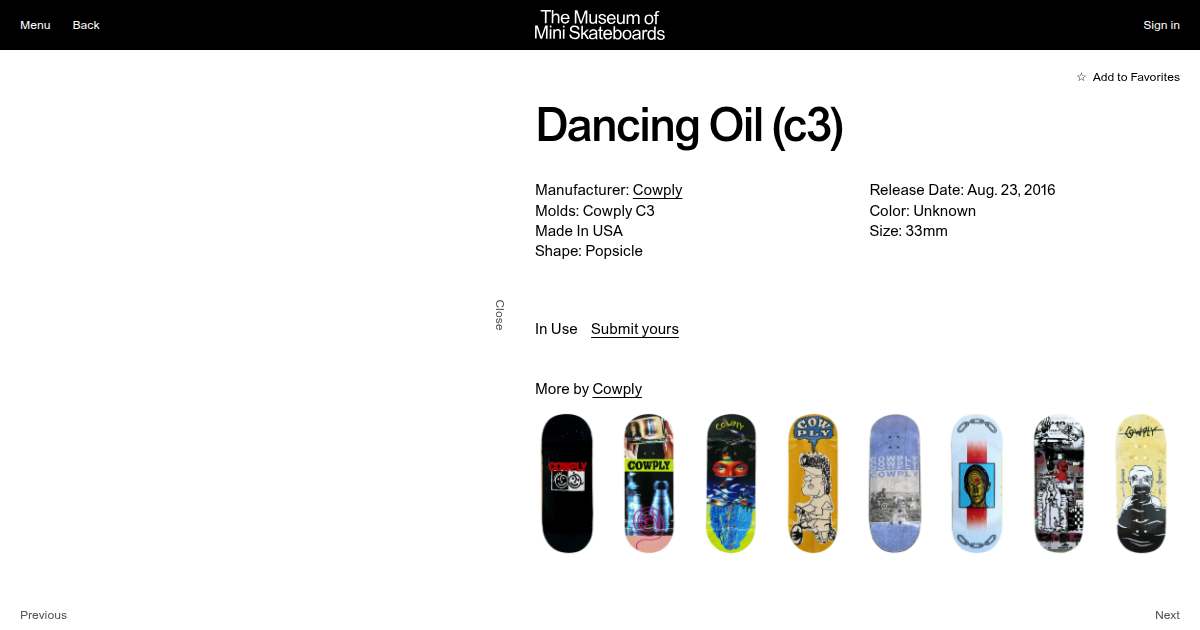 Menu
Back
The Museum of
Mini Skateboards
Sign in
☆ Add to Favorites
Dancing Oil (c3)
Manufacturer: Cowply
Molds: Cowply C3
Made In USA
Shape: Popsicle
Release Date: Aug. 23, 2016
Color: Unknown
Size: 33mm
Close
In Use
Submit yours
More by Cowply
COWPLY
COWPLY
COWPLY
COW
PLY
COWPLY
COWPLY
Previous
Next